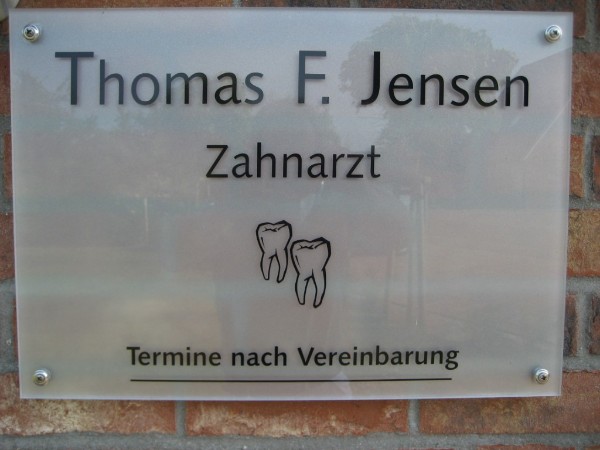 Thomas F. Jensen
Zahnarzt
Termine nach Vereinbarung